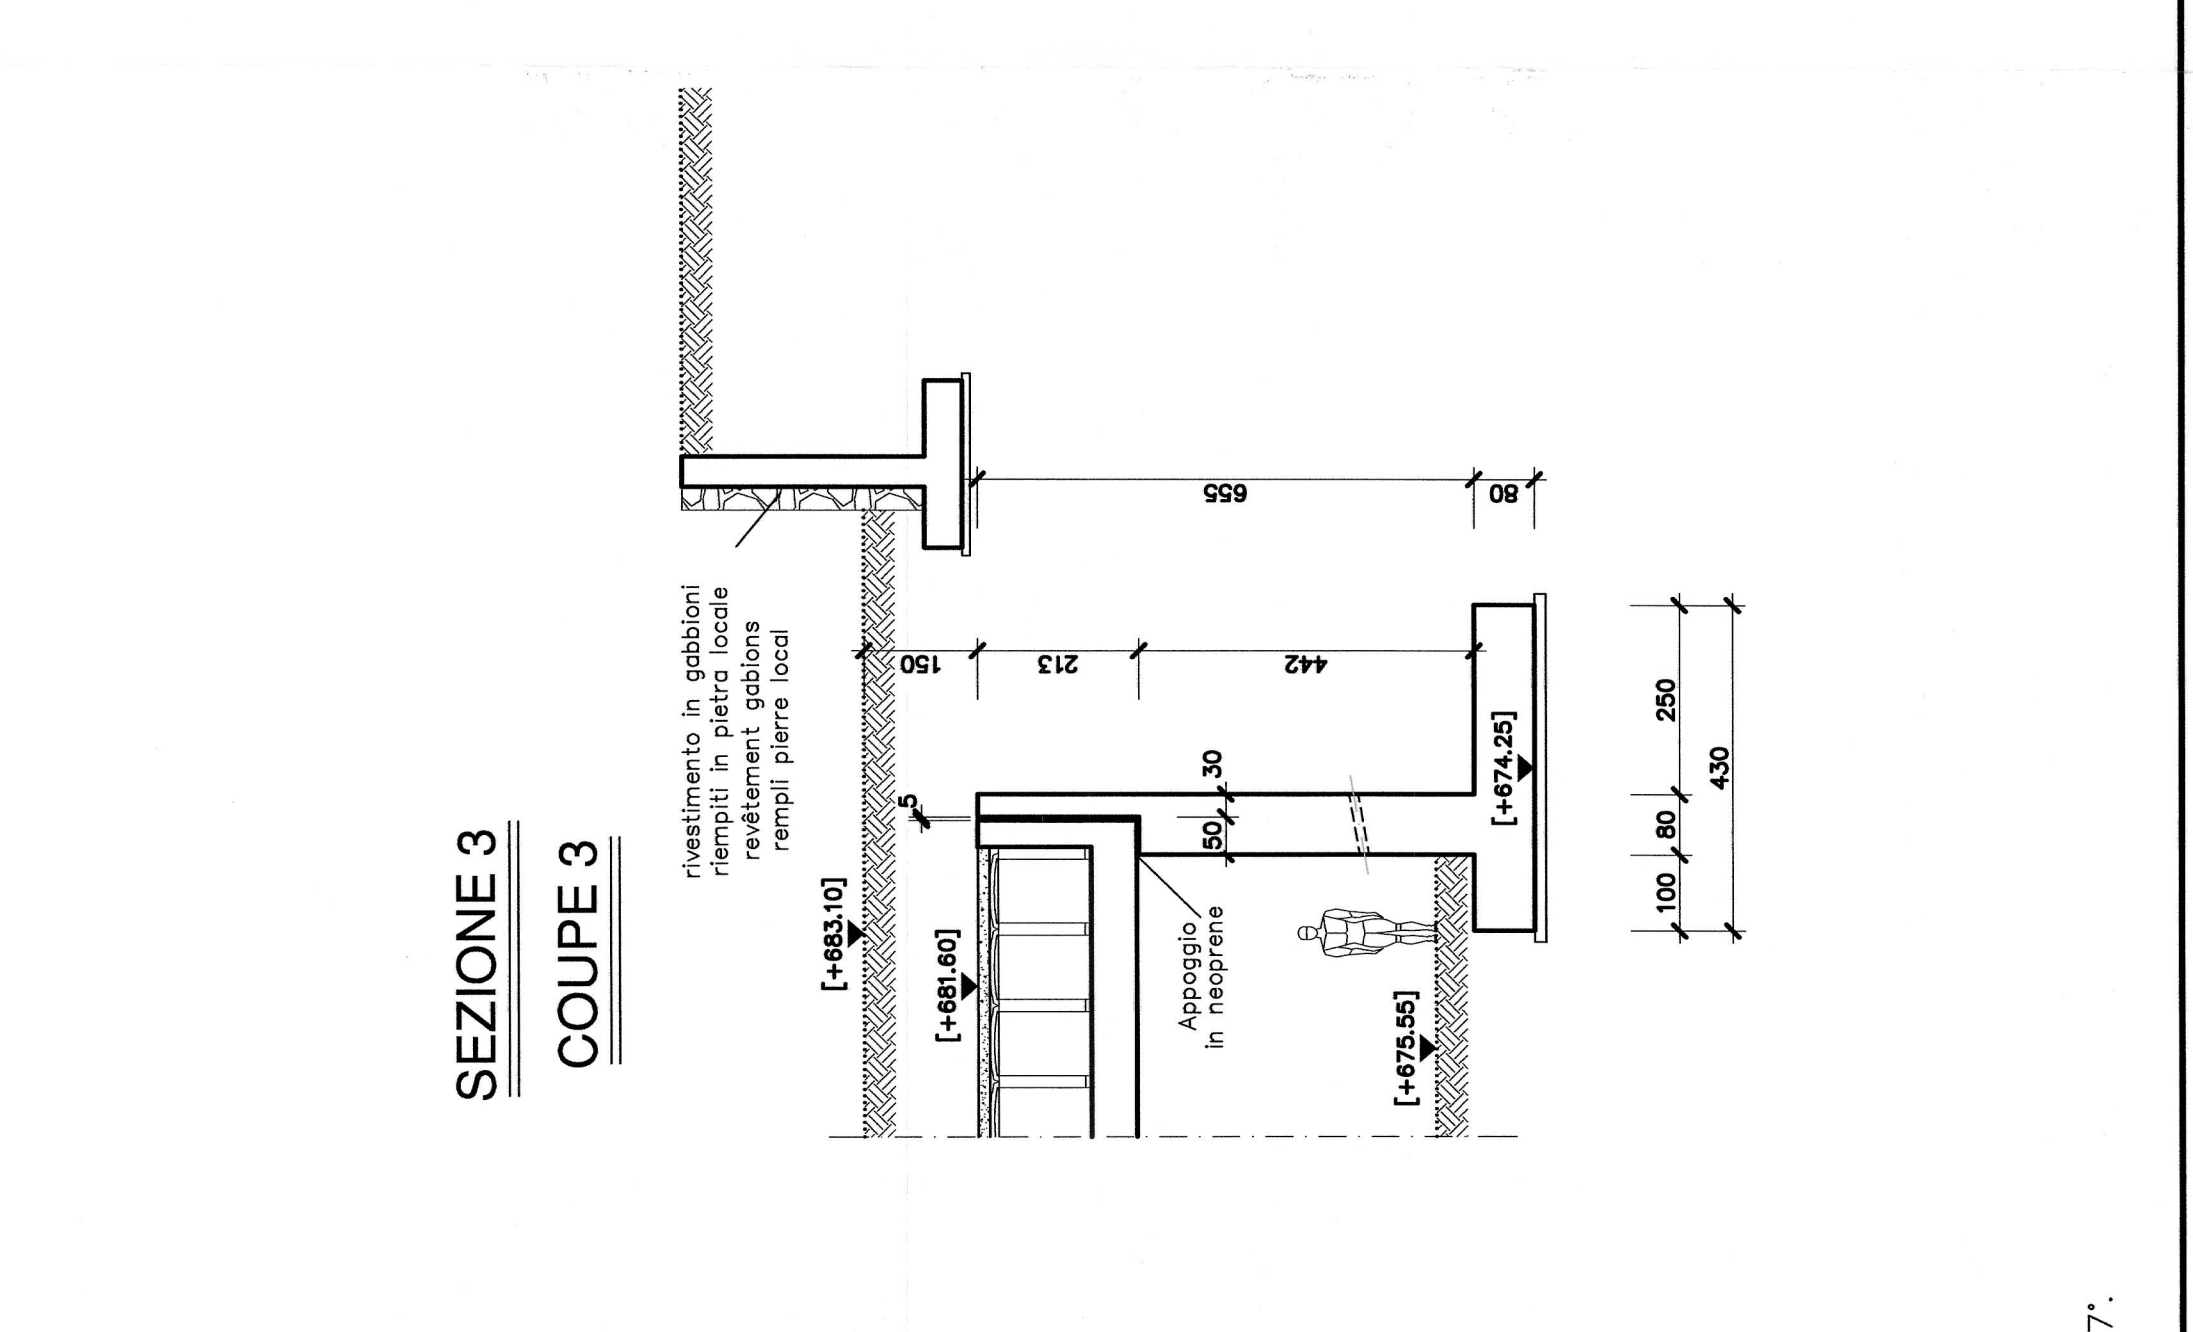 SEZIONE 3
COUPE 3
rivestimento in gabbioni
riempiti in pietra locale
revêtement gabions
rempli pierre local
[+683.10]
[+681.60]
5
150
213
442
655
80
30
50
Appoggio
in neoprene
[+675.55]
[+674.25]
100
80
250
430
7°.